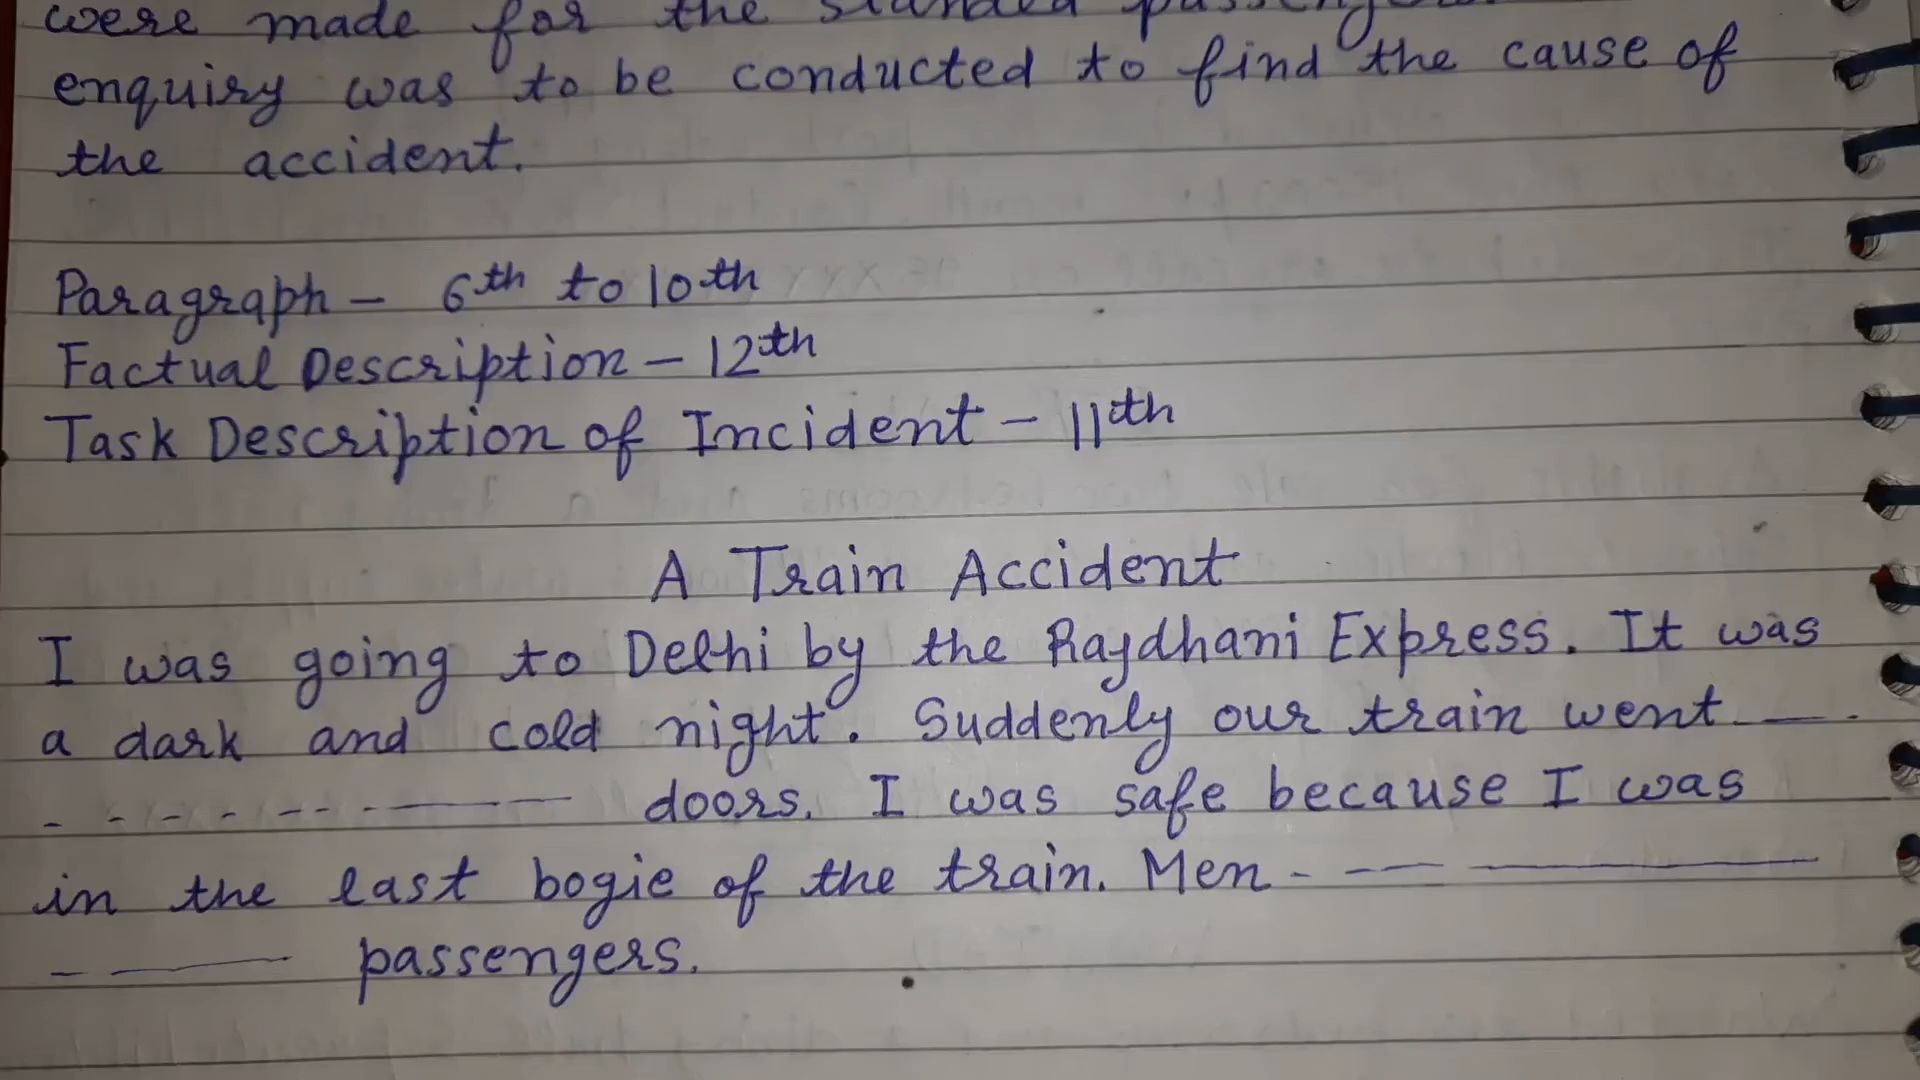 were made for the standed passengers.
enquiry was to be conducted to find the cause of
the accident.
Paragraph - 6th to 10th
Factual Description - 12th
Task Description of Incident - 11th
A Train Accident
I was going to Delhi by the Rajdhani Express. It was
a dark and cold night. Suddenly our train went ----
---------- doors. I was safe because I was
in the last bogie of the train. Men - -- ----
- ---- passengers.